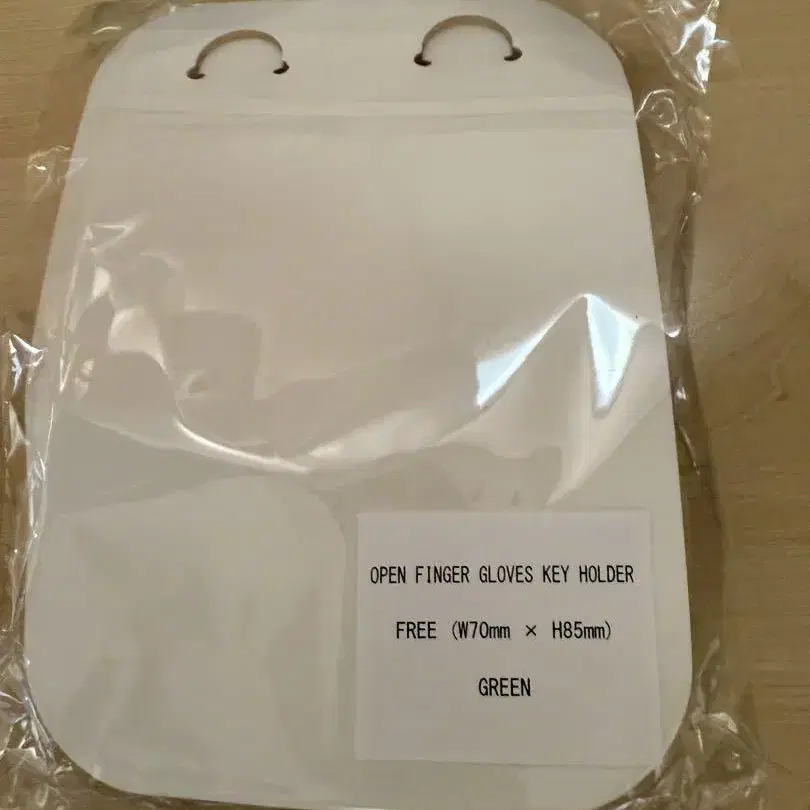 OPEN FINGER GLOVES KEY HOLDER
FREE (W70mm × H85mm)
GREEN